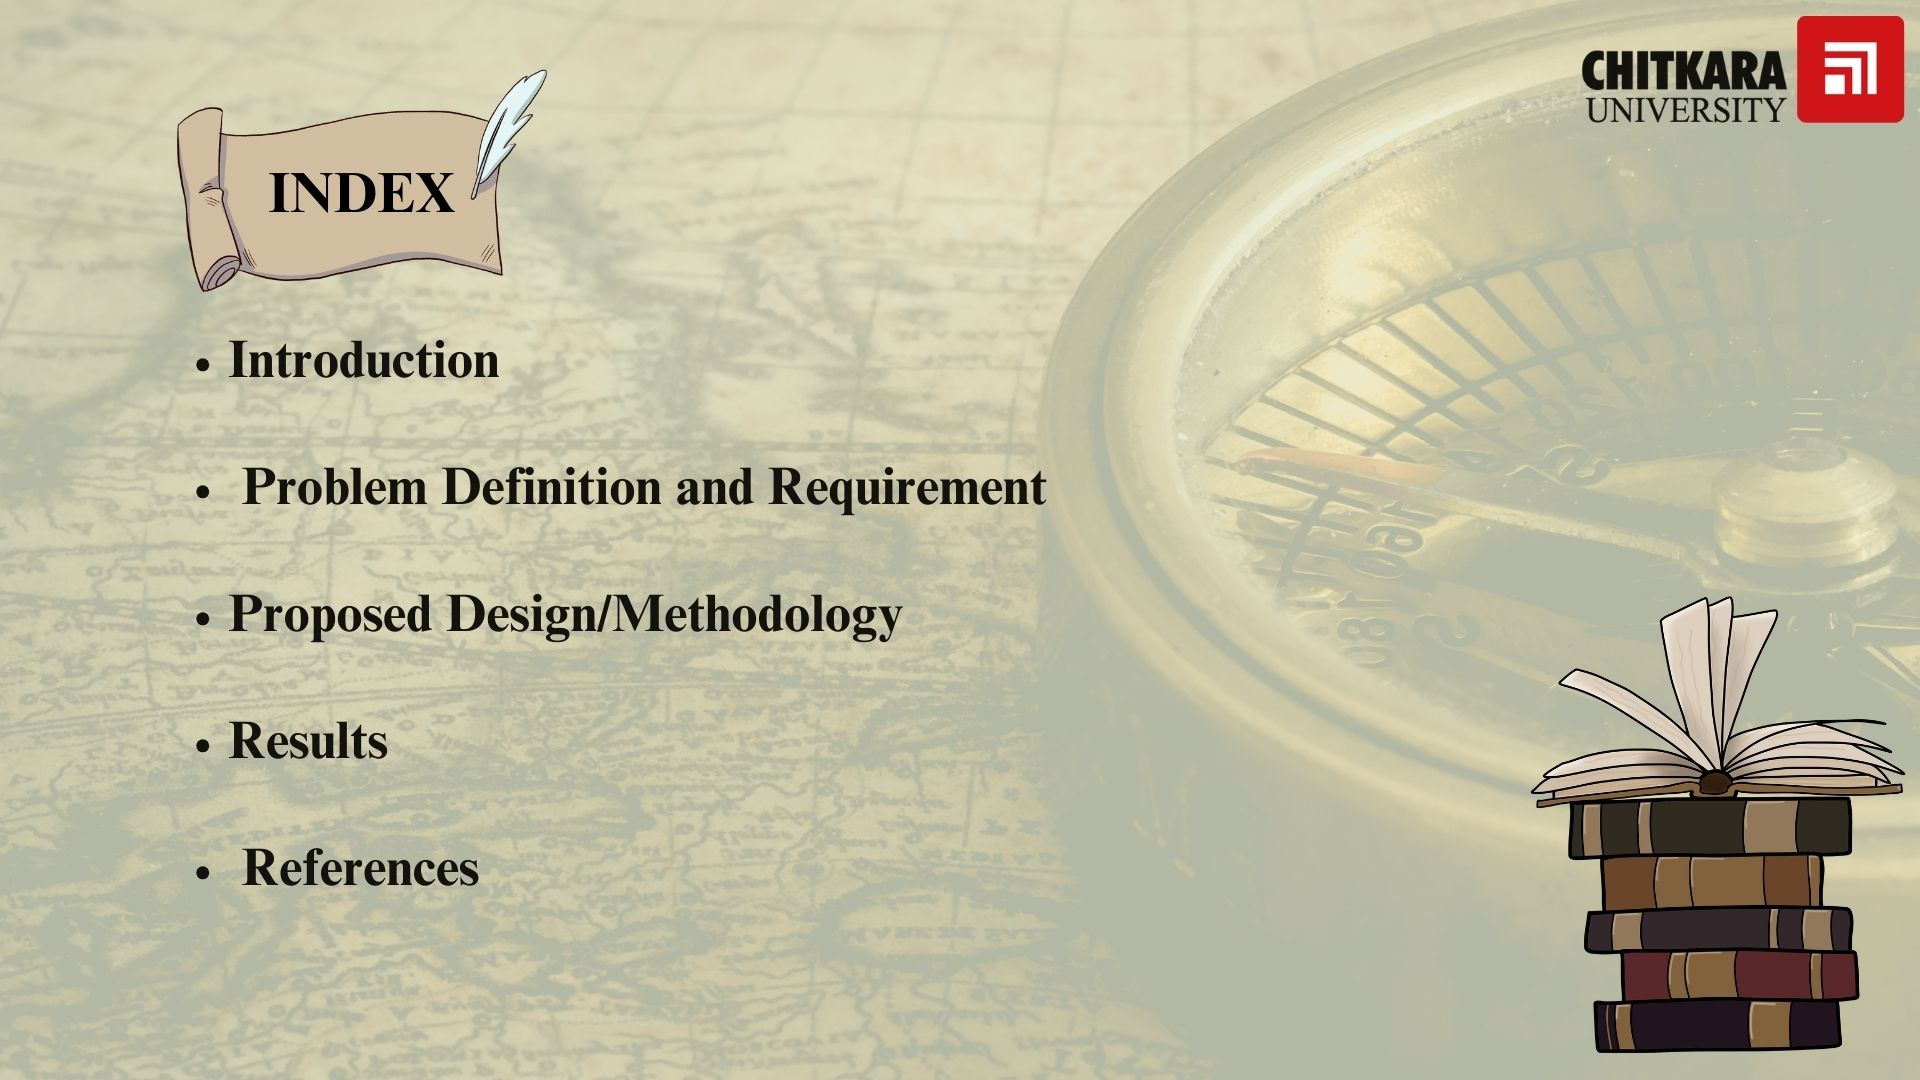 CHITKARA
UNIVERSITY
INDEX
• Introduction
• Problem Definition and Requirement
• Proposed Design/Methodology
• Results
• References